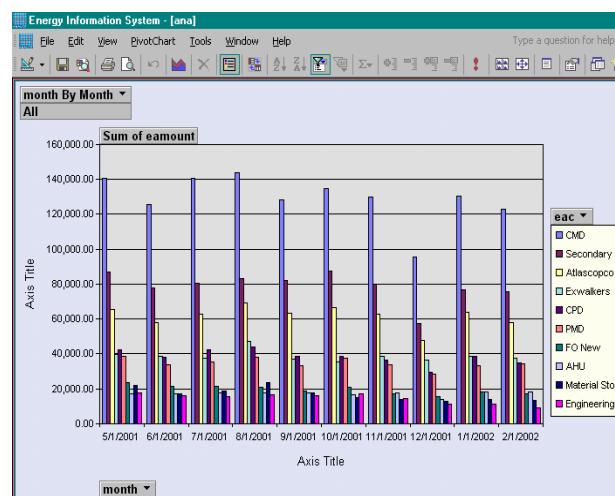 Energy Information System - [ana]
File Edit View PivotChart Tools Window Help Type a question for help
month By Month
All
Sum of eamount
160,000.00
140,000.00
120,000.00
100,000.00
80,000.00
60,000.00
40,000.00
20,000.00
0.00
Axis Title
5/1/2001 6/1/2001 7/1/2001 8/1/2001 9/1/2001 10/1/2001 11/1/2001 12/1/2001 1/1/2002 2/1/2002
Axis Title
month
eac
CMD
Secondary
Atlascopco
Exwalkers
CPD
PMD
FO New
AHU
Material Sto
Engineering